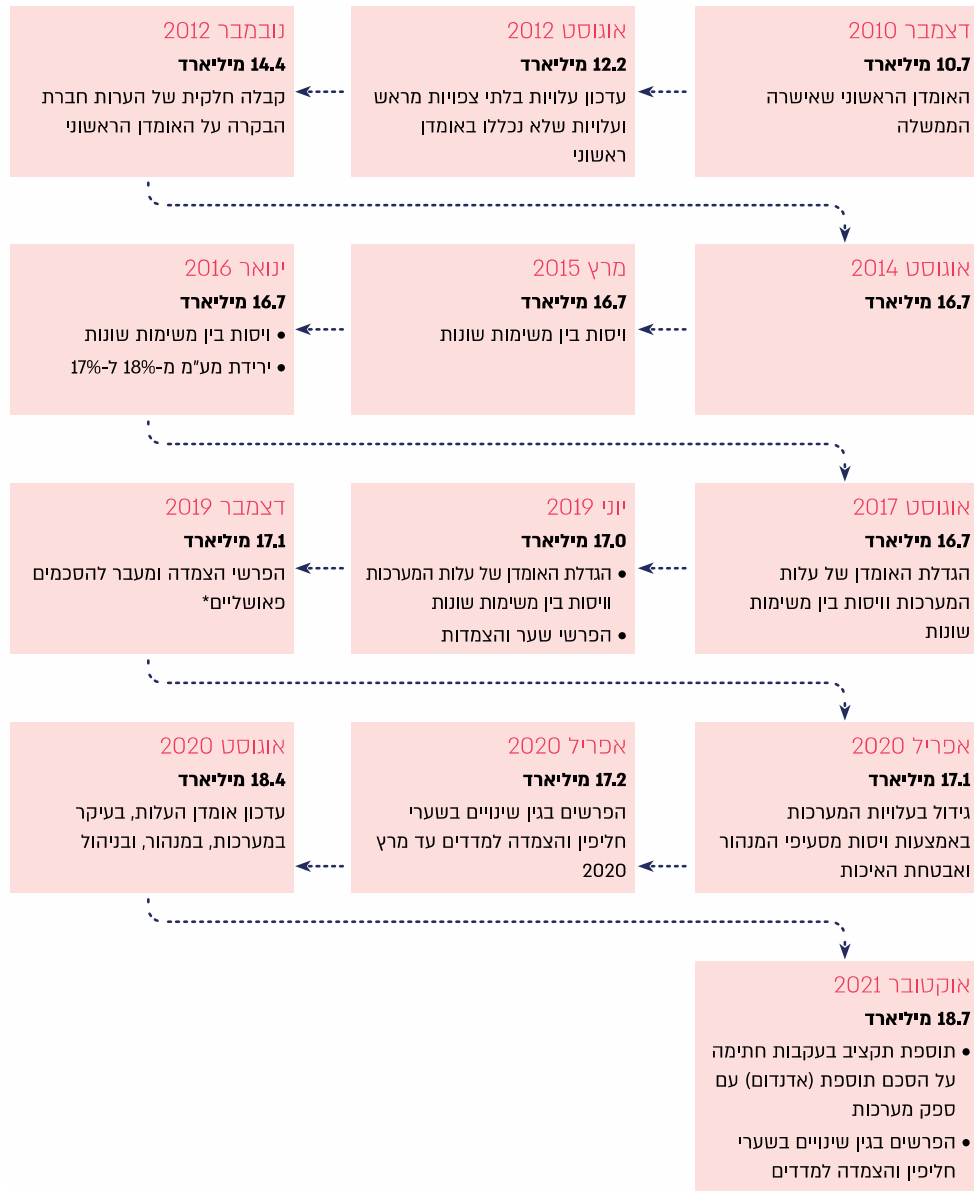 דצמבר 2010
10.7 מיליארד
האומדן הראשוני שאישרה
הממשלה
אוגוסט 2012
12.2 מיליארד
עדכון עלויות בלתי צפויות מראש
ועלויות שלא נכללו באומדן
ראשוני
נובמבר 2012
14.4 מיליארד
קבלה חלקית של הערות חברת
הבקרה על האומדן הראשוני
אוגוסט 2014
16.7 מיליארד
מרץ 2015
16.7 מיליארד
ויסות בין משימות שונות
ינואר 2016
16.7 מיליארד
• ויסות בין משימות שונות
• ירידת מע"מ מ-18% ל-17%
אוגוסט 2017
16.7 מיליארד
הגדלת האומדן של עלות
המערכות וויסות בין משימות
שונות
יוני 2019
17.0 מיליארד
• הגדלת האומדן של עלות המערכות
וויסות בין משימות שונות
• הפרשי שער והצמדות
דצמבר 2019
17.1 מיליארד
הפרשי הצמדה ומעבר להסכמים
פאושליים*
אפריל 2020
17.1 מיליארד
גידול בעלויות המערכות
באמצעות ויסות מסעיפי המנהור
ואבטחת האיכות
אפריל 2020
17.2 מיליארד
הפרשים בגין שינויים בשערי
חליפין והצמדה למדדים עד מרץ
2020
אוגוסט 2020
18.4 מיליארד
עדכון אומדן העלות, בעיקר
במערכות, במנהור, ובניהול
אוקטובר 2021
18.7 מיליארד
• תוספת תקציב בעקבות חתימה
על הסכם תוספת (אדנדום) עם
ספק מערכות
• הפרשים בגין שינויים בשערי
חליפין והצמדה למדדים